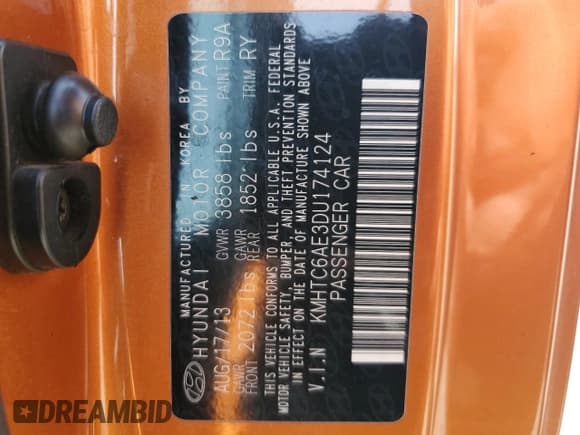 MANUFACTURED IN KOREA BY
HYUNDAI MOTOR COMPANY
AUG/17/13 GVWR 3858 lbs PAINT R9A
GAWR FRONT 2072 lbs GAWR REAR 1852 lbs TRIM RY
THIS VEHICLE CONFORMS TO ALL APPLICABLE U.S.A. FEDERAL
MOTOR VEHICLE SAFETY, BUMPER, AND THEFT PREVENTION STANDARDS
IN EFFECT ON THE DATE OF MANUFACTURE SHOWN ABOVE
V.I.N KMHTC6AE3DU174124
PASSENGER CAR
DREAMBID